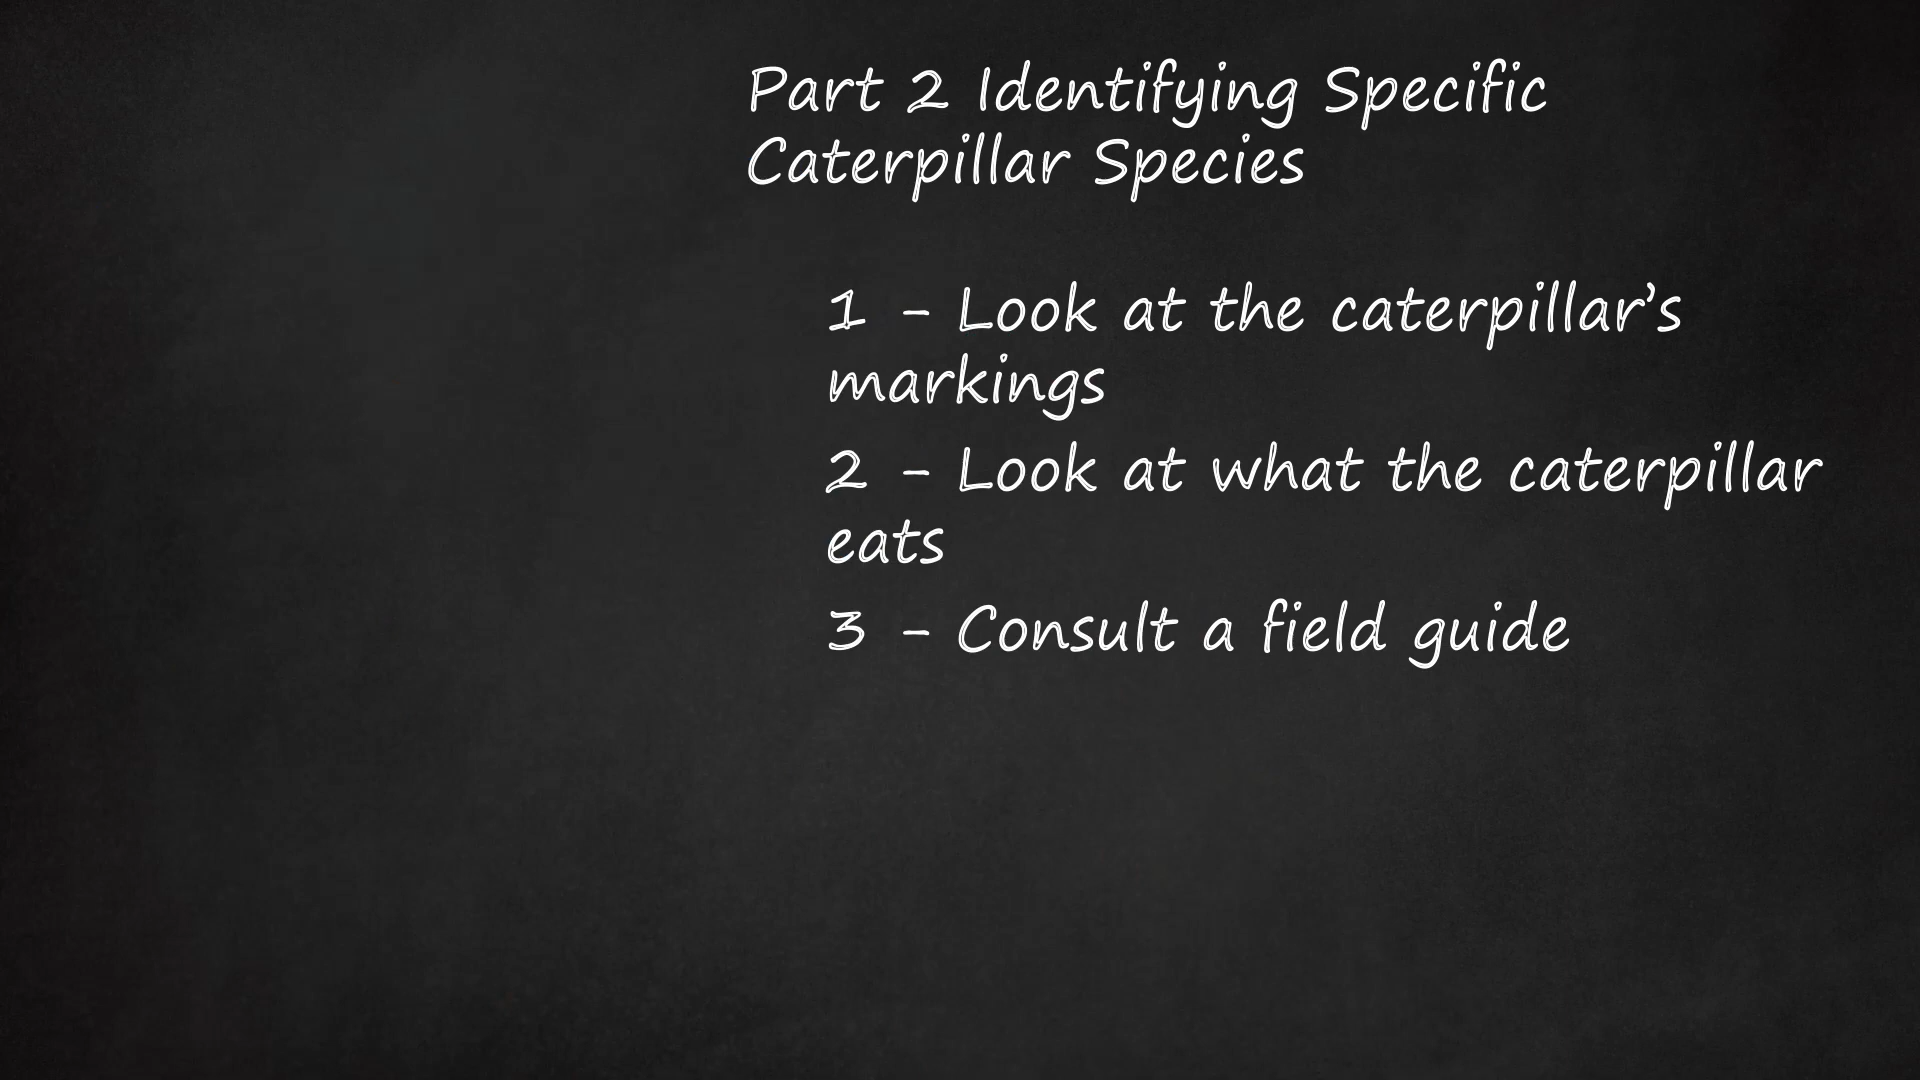 Part 2 Identifying Specific
Caterpillar Species
1 - Look at the caterpillar’s
markings
2 - Look at what the caterpillar
eats
3 - Consult a field guide